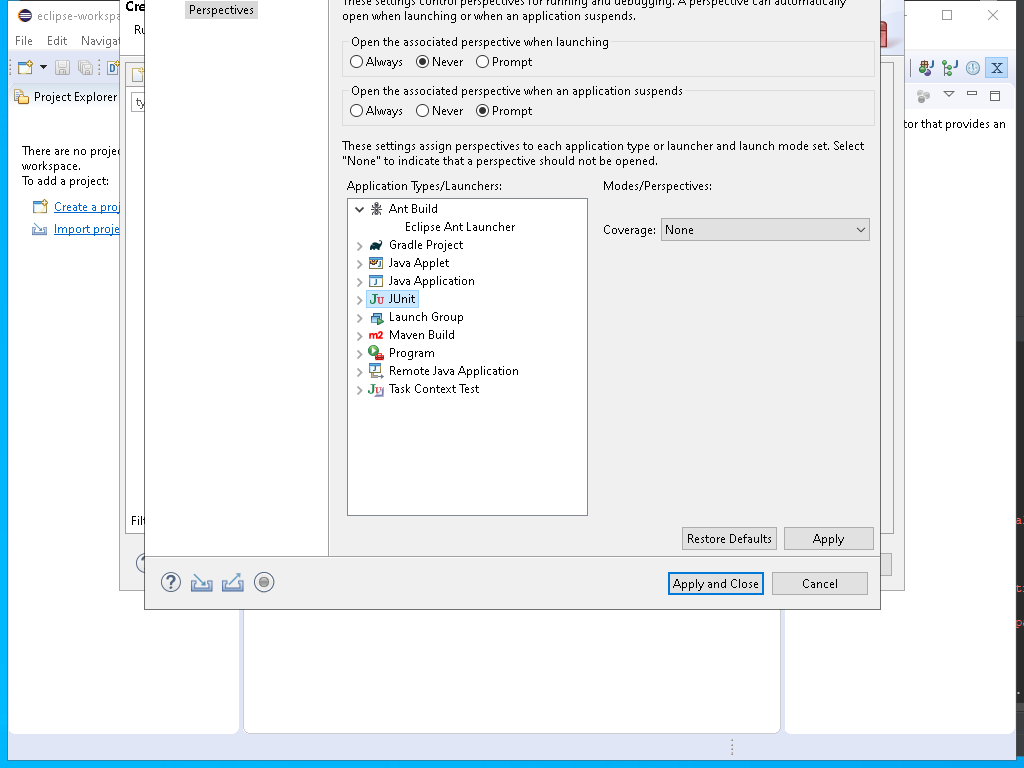 eclipse-workspa
Cre
Perspectives
These settings control perspectives for running and debugging. A perspective can automatically
open when launching or when an application suspends.
File Edit Naviga
Ru
Open the associated perspective when launching
Always Never Prompt
Project Explorer
ty
Open the associated perspective when an application suspends
Always Never Prompt
X
tor that provides an
There are no proje
workspace.
To add a project:
Create a proj
Import proje
These settings assign perspectives to each application type or launcher and launch mode set. Select
"None" to indicate that a perspective should not be opened.
Application Types/Launchers:
Modes/Perspectives:
Ant Build
Eclipse Ant Launcher
Gradle Project
Java Applet
Java Application
JUnit
Launch Group
Maven Build
Program
Remote Java Application
Task Context Test
Coverage: None
Filt
Restore Defaults Apply
Apply and Close Cancel